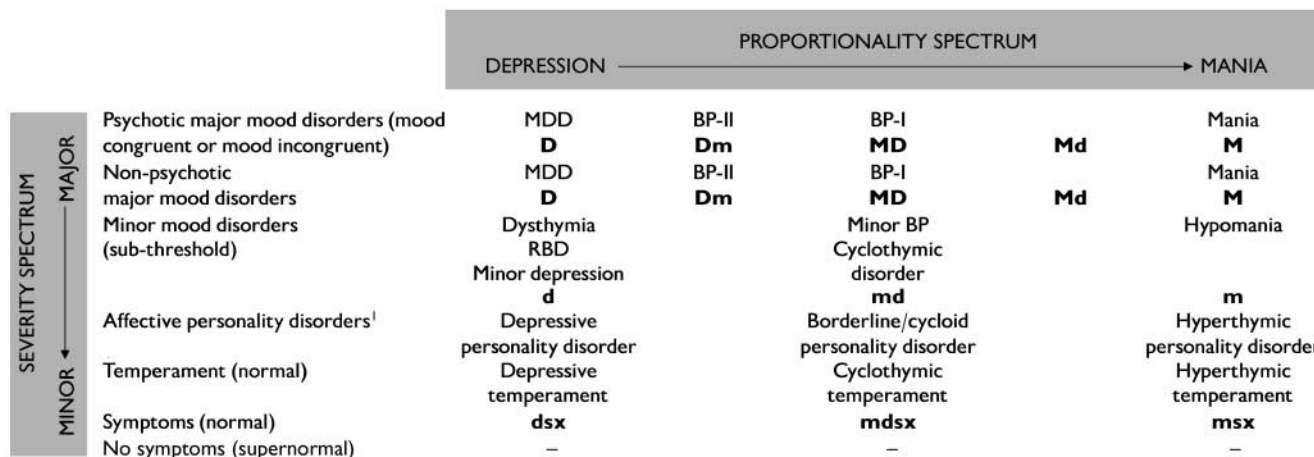 PROPORTIONALITY SPECTRUM
DEPRESSION MANIA
SEVERITY SPECTRUM
MAJOR
MINOR
Psychotic major mood disorders (mood MDD BP-II BP-I Mania
congruent or mood incongruent) D Dm MD Md M
Non-psychotic MDD BP-II BP-I Mania
major mood disorders D Dm MD Md M
Minor mood disorders Dysthymia Minor BP Hypomania
(sub-threshold) RBD Cyclothymic
Minor depression disorder
d md m
Affective personality disorders¹ Depressive Borderline/cycloid Hyperthymic
personality disorder personality disorder personality disorder
Temperament (normal) Depressive Cyclothymic Hyperthymic
temperament temperament temperament
Symptoms (normal) dsx mdsx msx
No symptoms (supernormal) – – –